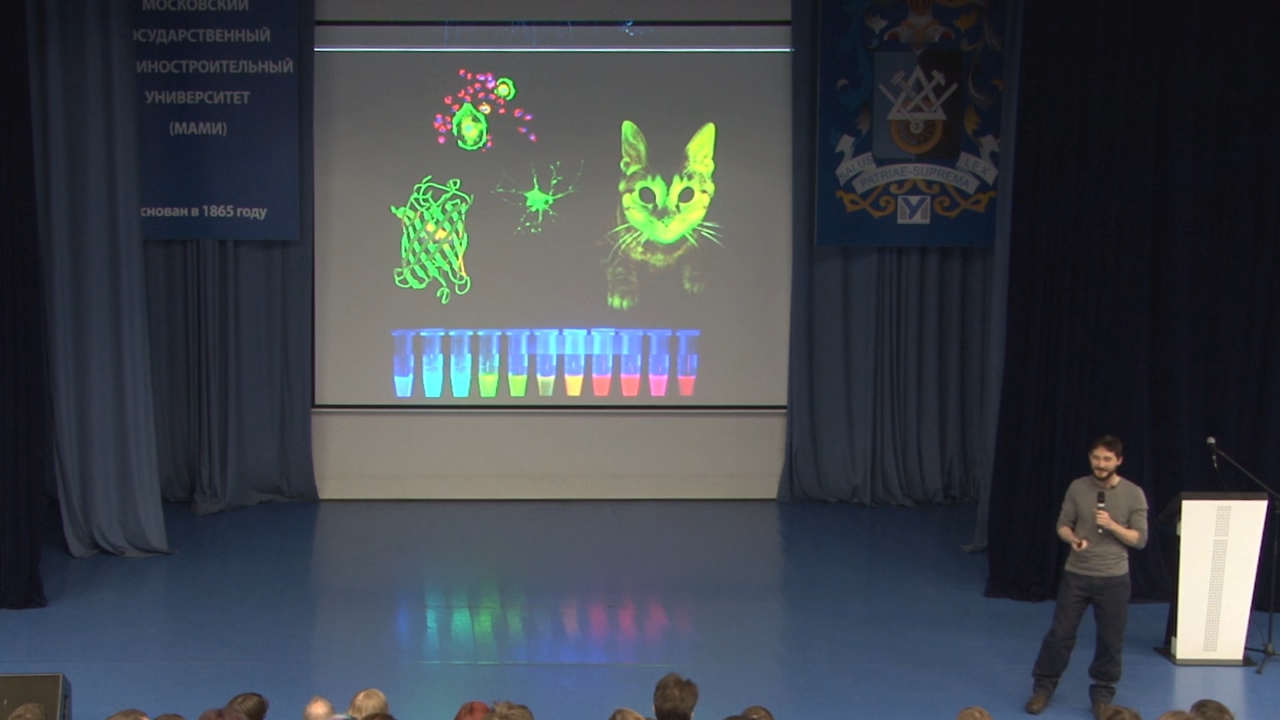 МОСКОВСКИЙ
ОСУДАРСТВЕННЫЙ
ИНОСТРОИТЕЛЬНЫЙ
УНИВЕРСИТЕТ
(МАМИ)
снован в 1865 году
SALUS
LEX
PATRIAE-SUPREMA